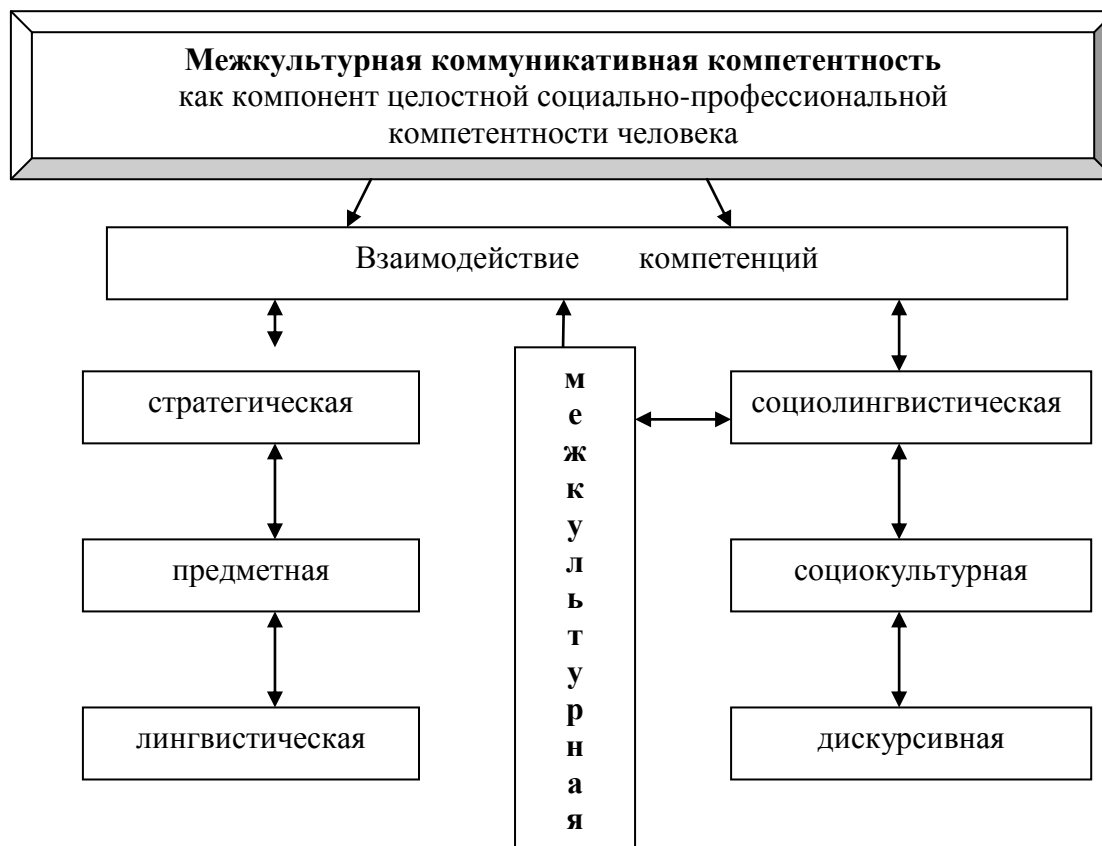 Межкультурная коммуникативная компетентность
как компонент целостной социально-профессиональной
компетентности человека
Взаимодействие компетенций
стратегическая
межкультурная
социолингвистическая
предметная
социокультурная
лингвистическая
дискурсивная